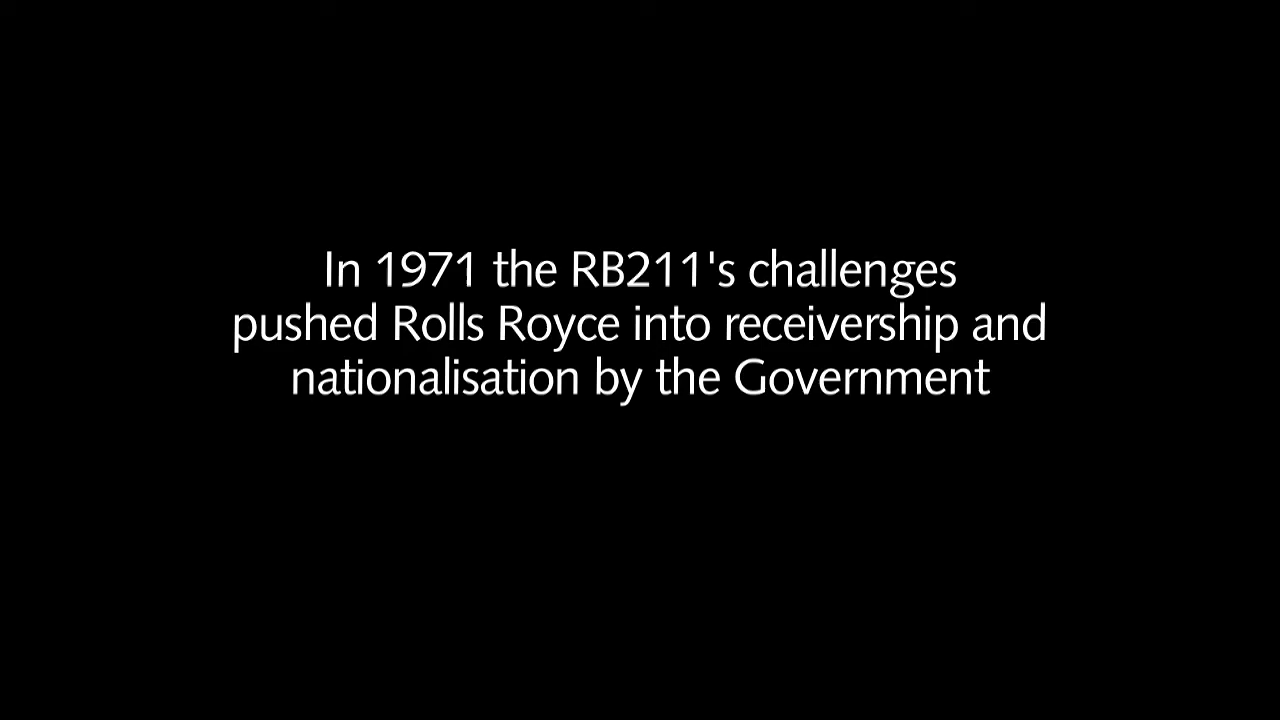 In 1971 the RB211's challenges
pushed Rolls Royce into receivership and
nationalisation by the Government